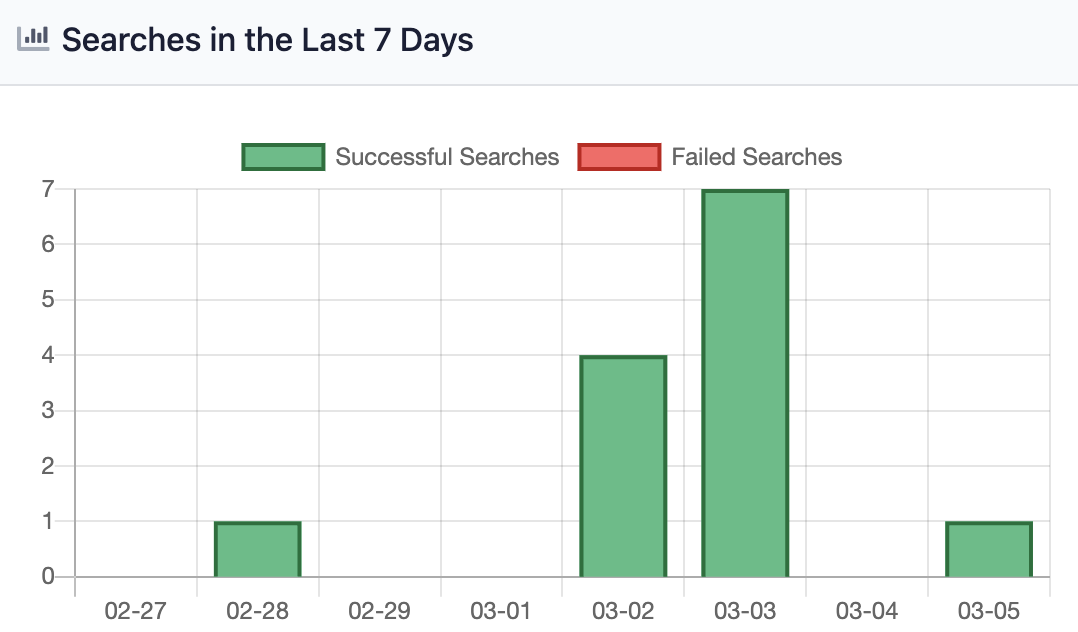 Searches in the Last 7 Days
Successful Searches Failed Searches
7
6
5
4
3
2
1
0
02-27 02-28 02-29 03-01 03-02 03-03 03-04 03-05